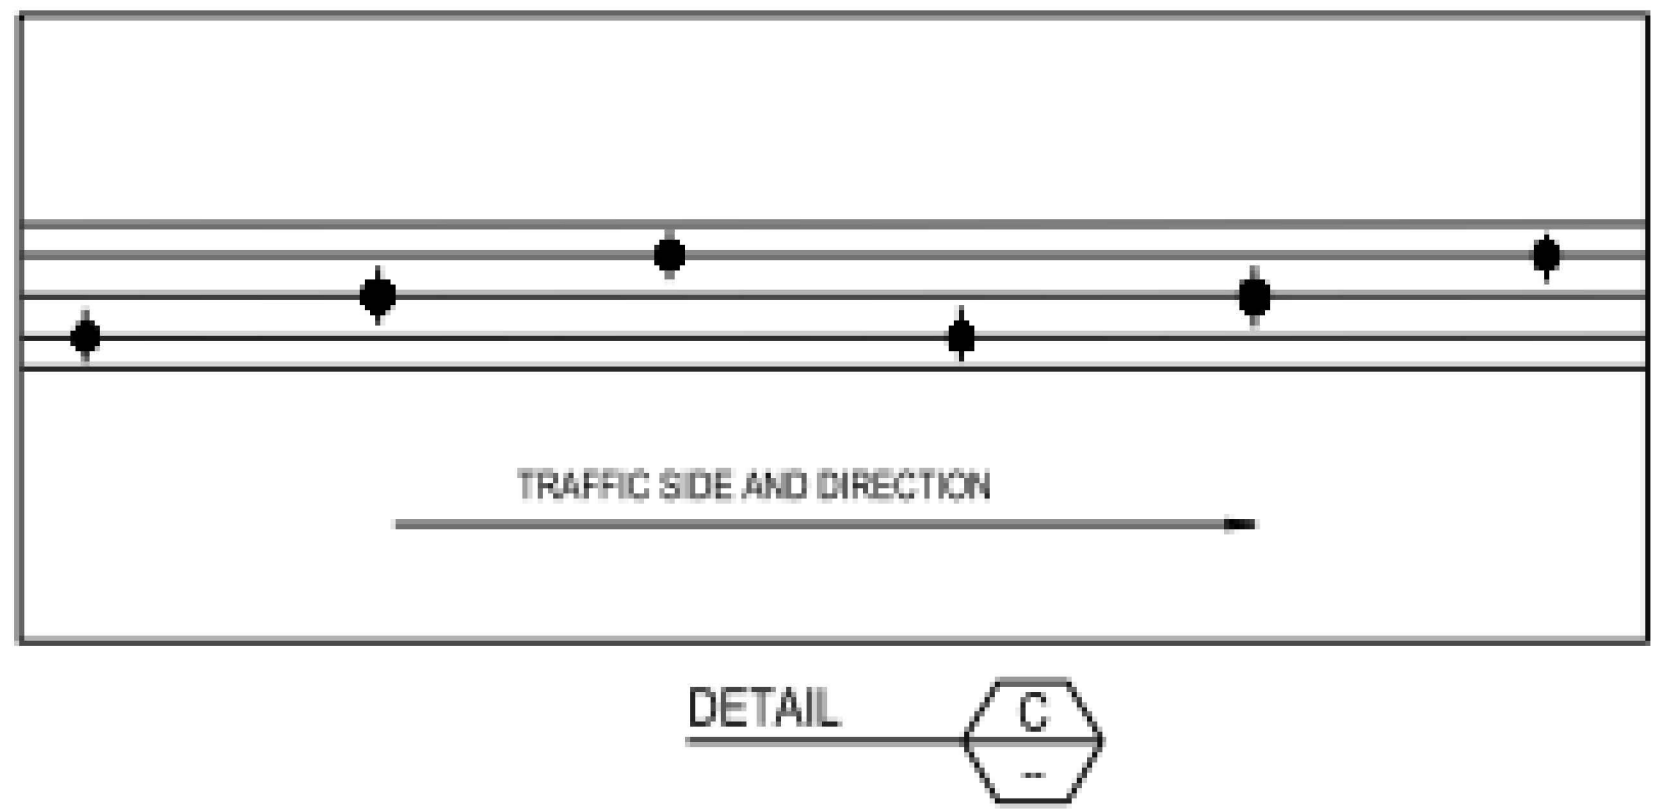 TRAFFIC SIDE AND DIRECTION
DETAIL
C
--